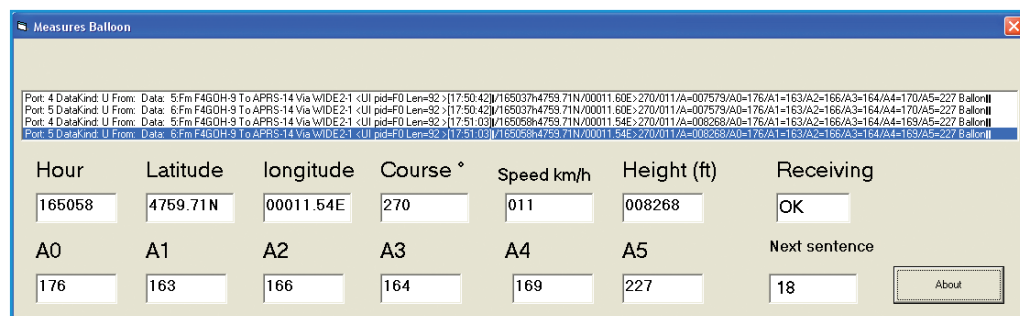 Measures Balloon
Port: 4 DataKind: U From: Data: 5:Fm F4GOH-9 To APRS-14 Via WIDE2-1 <UI pid=F0 Len=92 >[17:50:42]/165037h4759.71N/00011.60E>270/011/A=007579/A0=176/A1=163/A2=166/A3=164/A4=170/A5=227 Ballon
Port: 5 DataKind: U From: Data: 5:Fm F4GOH-9 To APRS-14 Via WIDE2-1 <UI pid=F0 Len=92 >[17:50:42]/165037h4759.71N/00011.60E>270/011/A=007579/A0=176/A1=163/A2=166/A3=164/A4=170/A5=227 Ballon
Port: 4 DataKind: U From: Data: 6:Fm F4GOH-9 To APRS-14 Via WIDE2-1 <UI pid=F0 Len=92 >[17:51:03]/165058h4759.71N/00011.54E>270/011/A=008268/A0=176/A1=163/A2=166/A3=164/A4=169/A5=227 Ballon
Port: 5 DataKind: U From: Data: 6:Fm F4GOH-9 To APRS-14 Via WIDE2-1 <UI pid=F0 Len=92 >[17:51:03]/165058h4759.71N/00011.54E>270/011/A=008268/A0=176/A1=163/A2=166/A3=164/A4=169/A5=227 Ballon
Hour Latitude longitude Course ° Speed km/h Height (ft) Receiving
165058 4759.71N 00011.54E 270 011 008268 OK
A0 A1 A2 A3 A4 A5 Next sentence
176 163 166 164 169 227 18 About